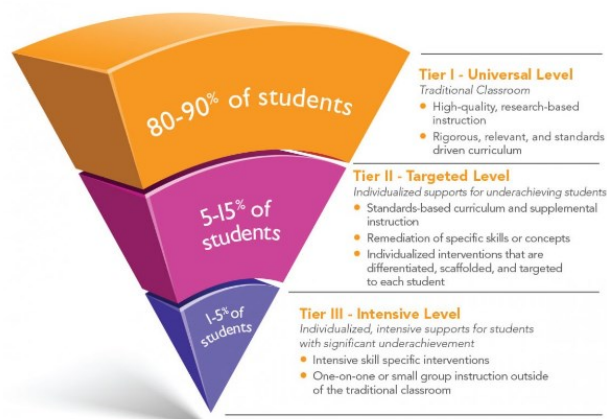 80-90% of students
Tier I - Universal Level
Traditional Classroom
• High-quality, research-based
instruction
• Rigorous, relevant, and standards
driven curriculum
5-15% of
students
Tier II - Targeted Level
Individualized supports for underachieving students
• Standards-based curriculum and supplemental
instruction
• Remediation of specific skills or concepts
• Individualized interventions that are
differentiated, scaffolded, and targeted
to each student
1-5% of
students
Tier III - Intensive Level
Individualized, intensive supports for students
with significant underachievement
• Intensive skill specific interventions
• One-on-one or small group instruction outside
of the traditional classroom